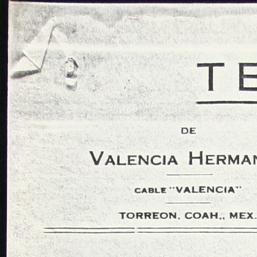 TE
DE
VALENCIA HERMAN
CABLE "VALENCIA"
TORREON, COAH,, MEX.